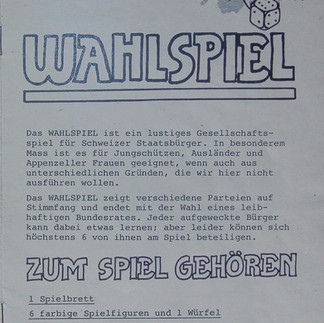 WAHLSPIEL
Das WAHLSPIEL ist ein lustiges Gesellschafts-
spiel für Schweizer Staatsbürger. In besonderem
Mass ist es für Jungschützen, Ausländer und
Appenzeller Frauen geeignet, wenn auch aus
unterschiedlichen Gründen, die wir hier nicht
ausführen wollen.
Das WAHLSPIEL zeigt verschiedene Parteien auf
Stimmfang und endet mit der Wahl eines leib-
haftigen Bundesrates. Jeder aufgeweckte Bürger
kann dabei etwas lernen; aber leider können sich
höchstens 6 von ihnen am Spiel beteiligen.
ZUM SPIEL GEHÖREN
1 Spielbrett
6 farbige Spielfiguren und 1 Würfel